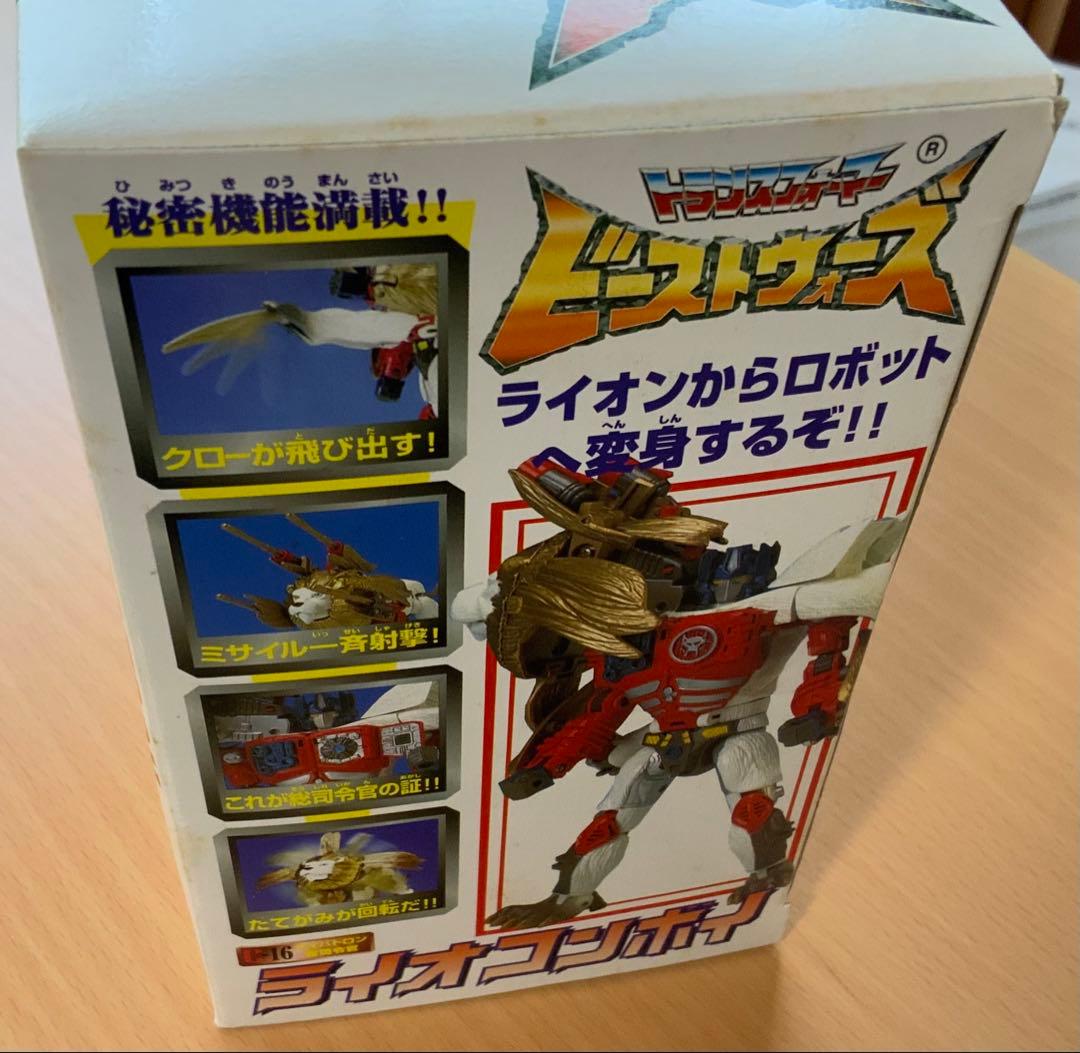 秘密機能満載!!
ひ みつ き のう まん さい
クローが飛び出す!
と だ
ミサイル一斉射撃!
いっ せい しゃ げき
これが総司令官の証!!
そう し れい かん あかし
たてがみが回転だ!!
かい てん
トランスフォーマー
®
ビーストウォーズ
ライオンからロボット
へ変身するぞ!!
へん しん
16
ライオコンボイ